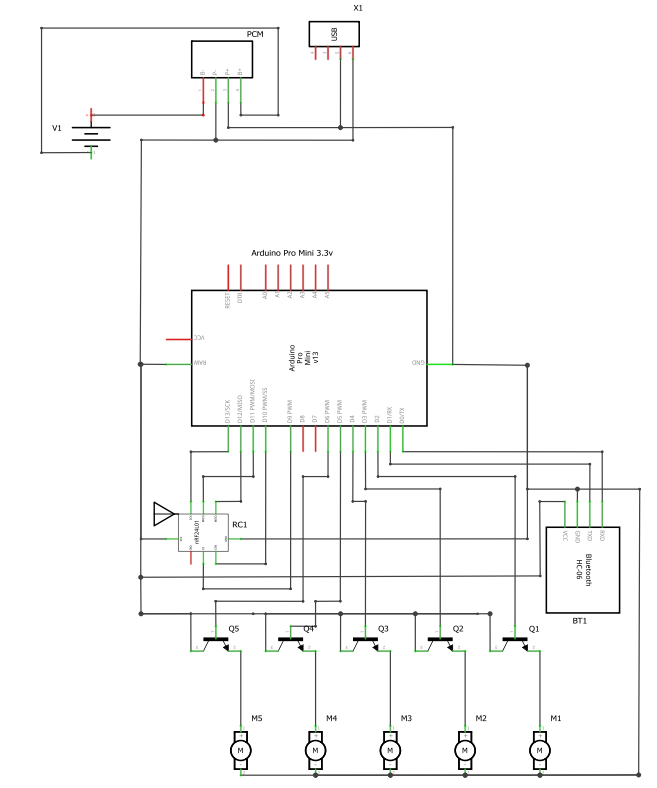 X1
USB
PCM
B-
P-
P+
B+
V1
Arduino Pro Mini 3.3v
RESET
DTR
A0
A1
A2
A3
A4
A5
VCC
RAW
GND
Arduino
Pro
Mini
v13
D13/SCK
D12/MISO
D11 PWM/MOSI
D10 PWM/SS
D9 PWM
D8
D7
D6 PWM
D5 PWM
D4
D3 PWM
D2
D1/RX
D0/TX
RC1
nRF24L01
VCC
GND
TXD
RXD
Bluetooth
HC-06
BT1
Q5
Q4
Q3
Q2
Q1
M5
M4
M3
M2
M1
M
M
M
M
M